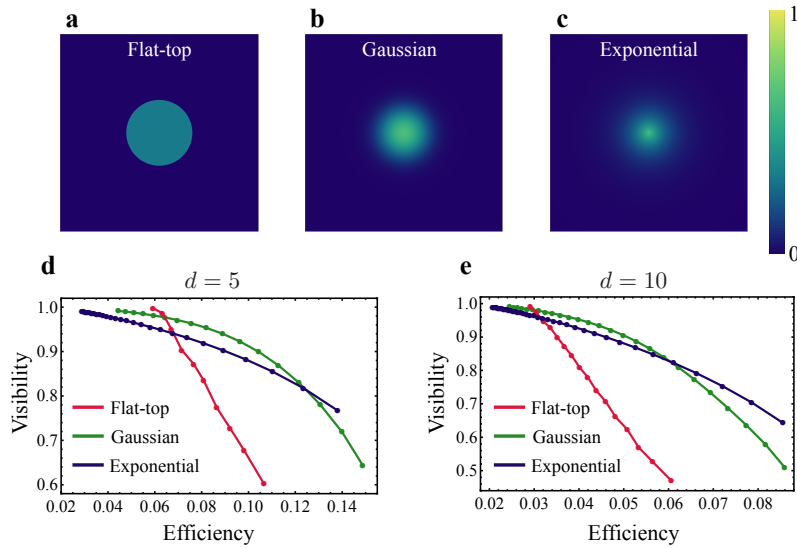 a b c 1
Flat-top Gaussian Exponential
0
d e
d = 5 d = 10
1.0
0.9
0.8
0.7
0.6
Visibility
Flat-top
Gaussian
Exponential
0.02 0.04 0.06 0.08 0.10 0.12 0.14
Efficiency
1.0
0.9
0.8
0.7
0.6
0.5
Visibility
Flat-top
Gaussian
Exponential
0.02 0.03 0.04 0.05 0.06 0.07 0.08
Efficiency